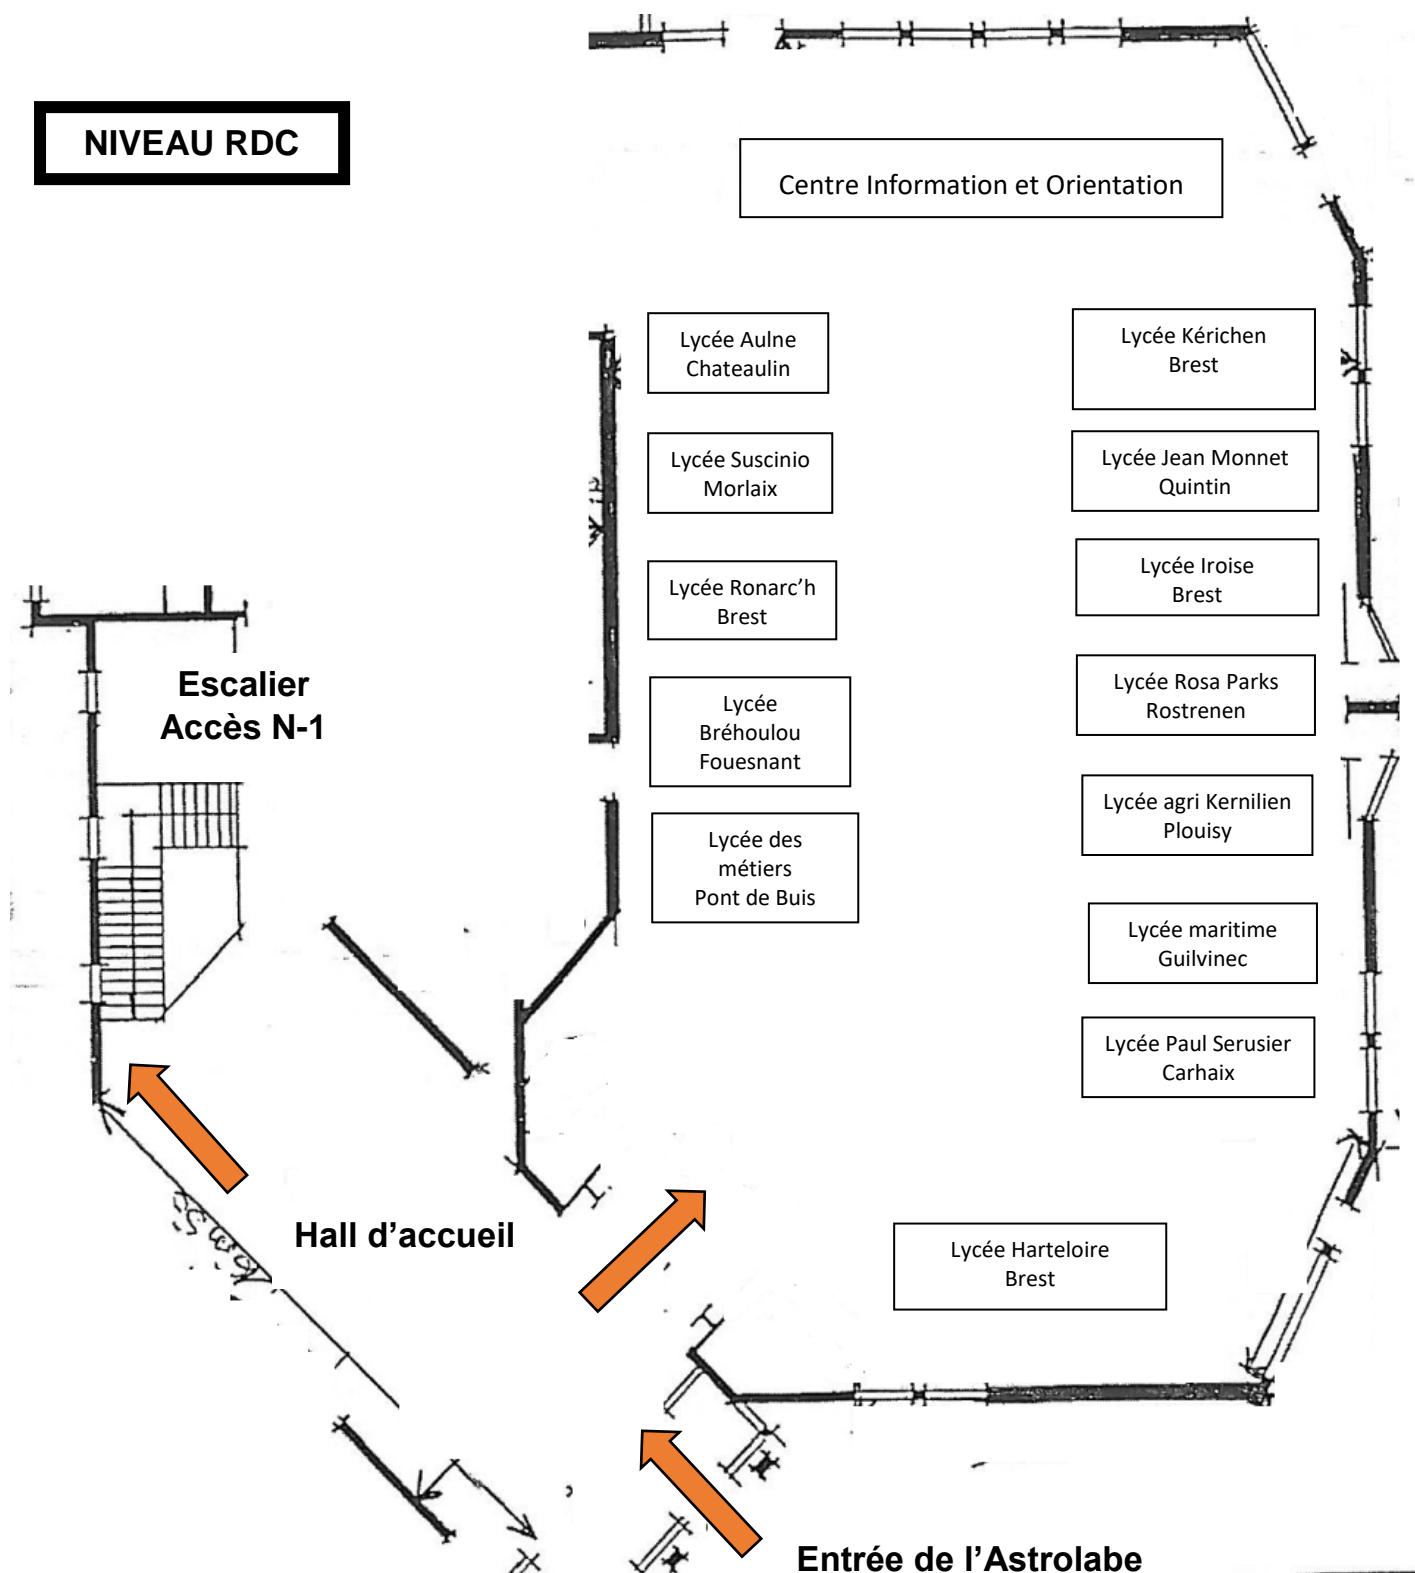 NIVEAU RDC
Centre Information et Orientation
Lycée Aulne
Chateaulin
Lycée Kérichen
Brest
Lycée Suscinio
Morlaix
Lycée Jean Monnet
Quintin
Lycée Ronarc’h
Brest
Lycée Iroise
Brest
Escalier
Accès N-1
Lycée
Bréhoulou
Fouesnant
Lycée Rosa Parks
Rostrenen
Lycée des
métiers
Pont de Buis
Lycée agri Kernilien
Plouisy
Lycée maritime
Guilvinec
Lycée Paul Serusier
Carhaix
Hall d’accueil
Lycée Harteloire
Brest
Entrée de l’Astrolabe